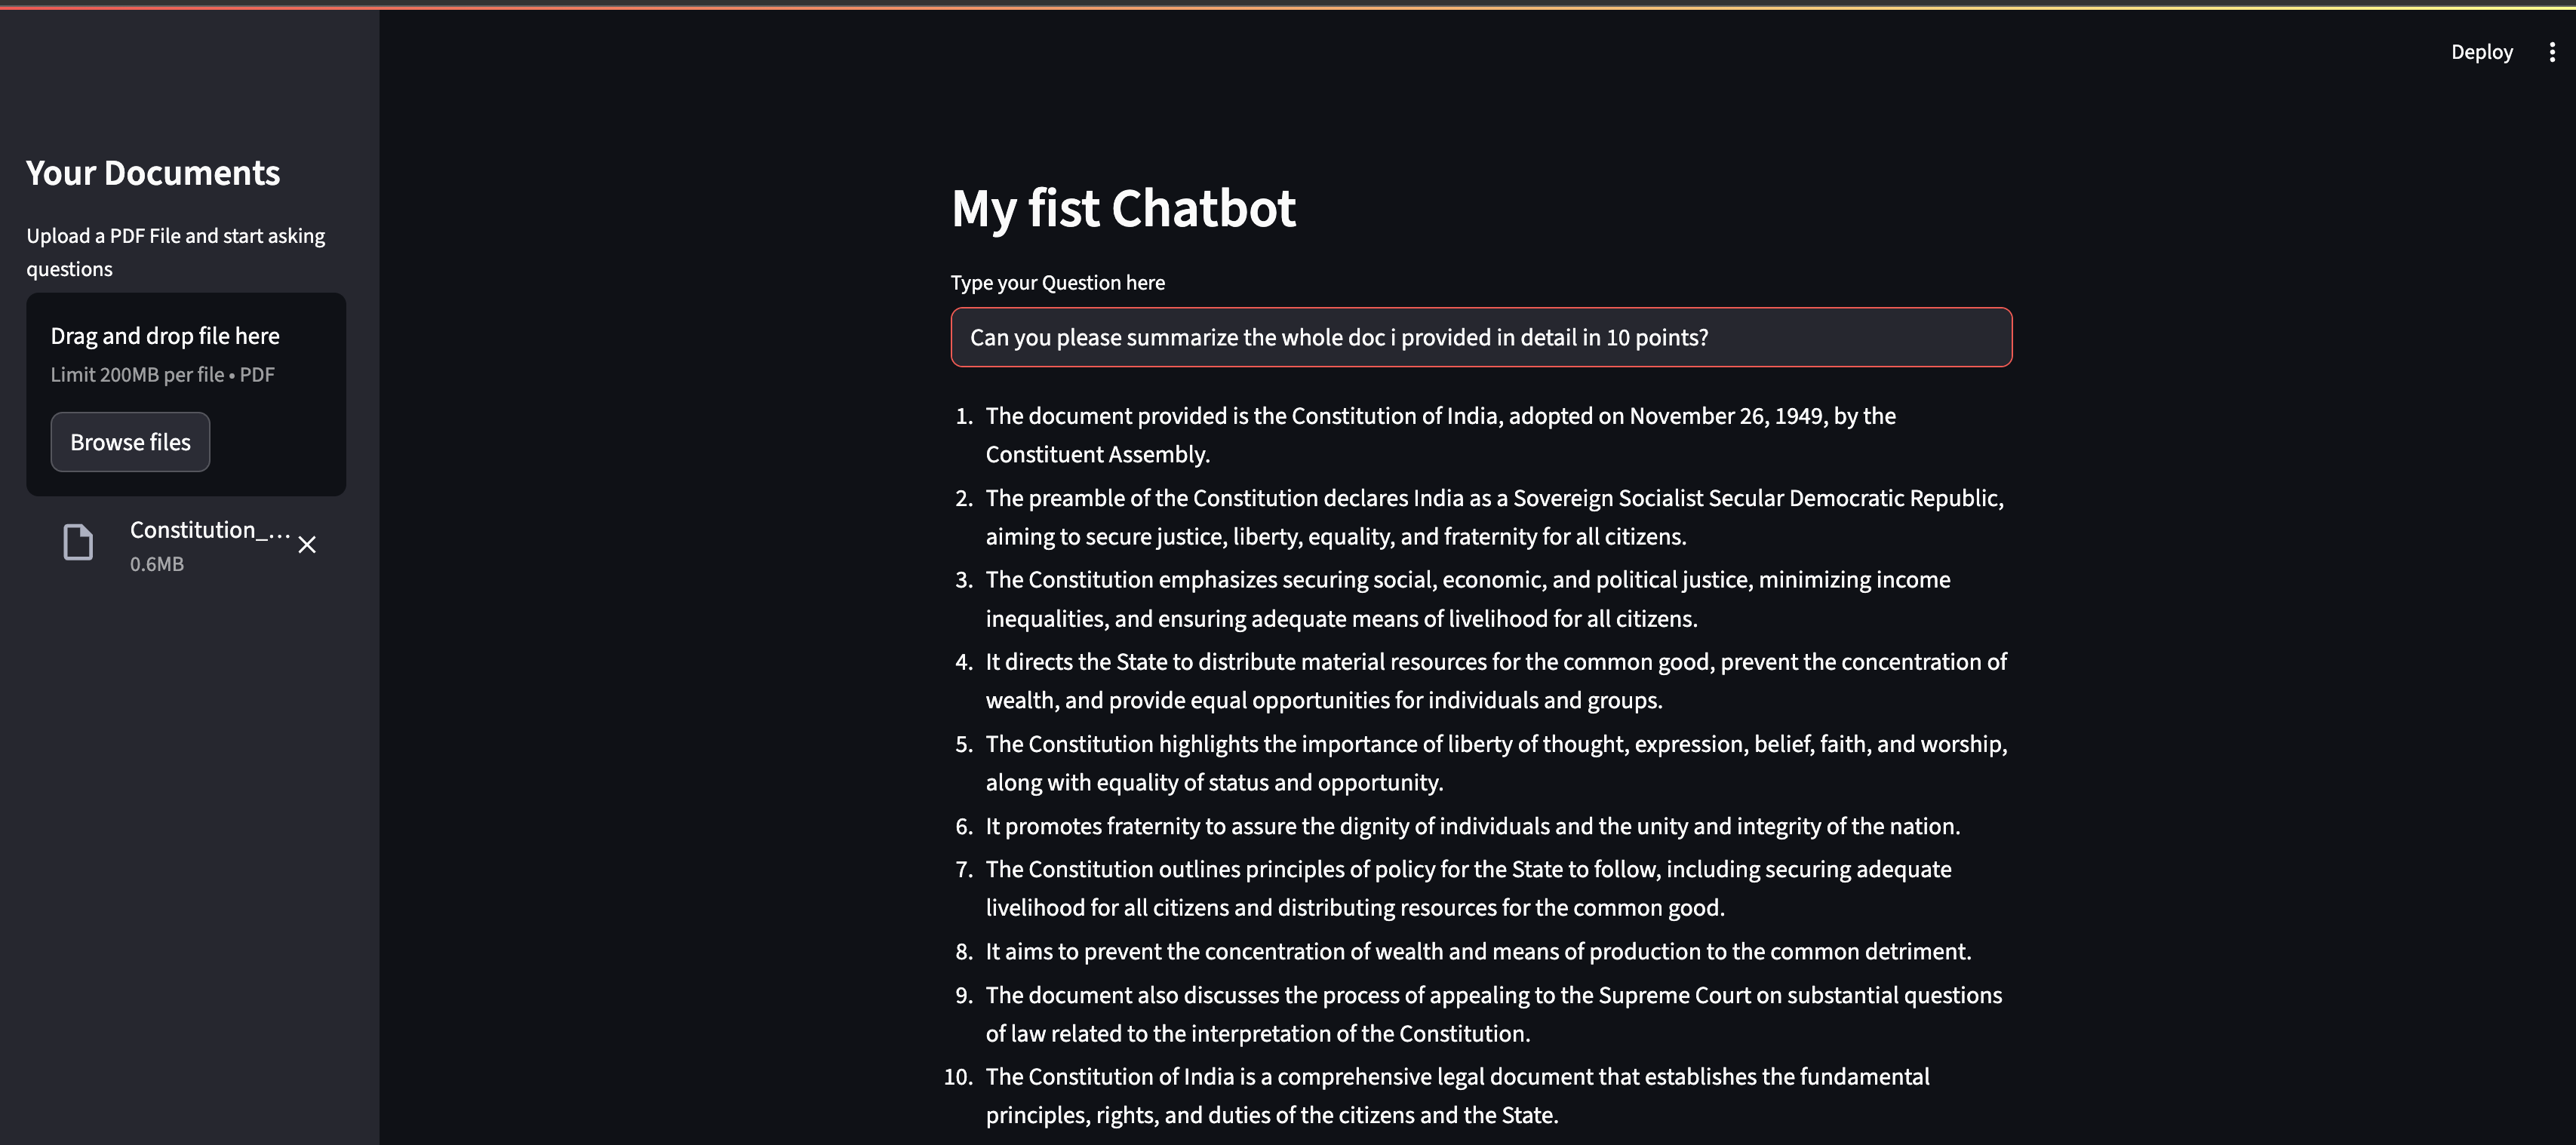 Deploy
Your Documents
Upload a PDF File and start asking
questions
Drag and drop file here
Limit 200MB per file • PDF
Browse files
Constitution_...
0.6MB
My fist Chatbot
Type your Question here
Can you please summarize the whole doc i provided in detail in 10 points?
1. The document provided is the Constitution of India, adopted on November 26, 1949, by the
Constituent Assembly.
2. The preamble of the Constitution declares India as a Sovereign Socialist Secular Democratic Republic,
aiming to secure justice, liberty, equality, and fraternity for all citizens.
3. The Constitution emphasizes securing social, economic, and political justice, minimizing income
inequalities, and ensuring adequate means of livelihood for all citizens.
4. It directs the State to distribute material resources for the common good, prevent the concentration of
wealth, and provide equal opportunities for individuals and groups.
5. The Constitution highlights the importance of liberty of thought, expression, belief, faith, and worship,
along with equality of status and opportunity.
6. It promotes fraternity to assure the dignity of individuals and the unity and integrity of the nation.
7. The Constitution outlines principles of policy for the State to follow, including securing adequate
livelihood for all citizens and distributing resources for the common good.
8. It aims to prevent the concentration of wealth and means of production to the common detriment.
9. The document also discusses the process of appealing to the Supreme Court on substantial questions
of law related to the interpretation of the Constitution.
10. The Constitution of India is a comprehensive legal document that establishes the fundamental
principles, rights, and duties of the citizens and the State.